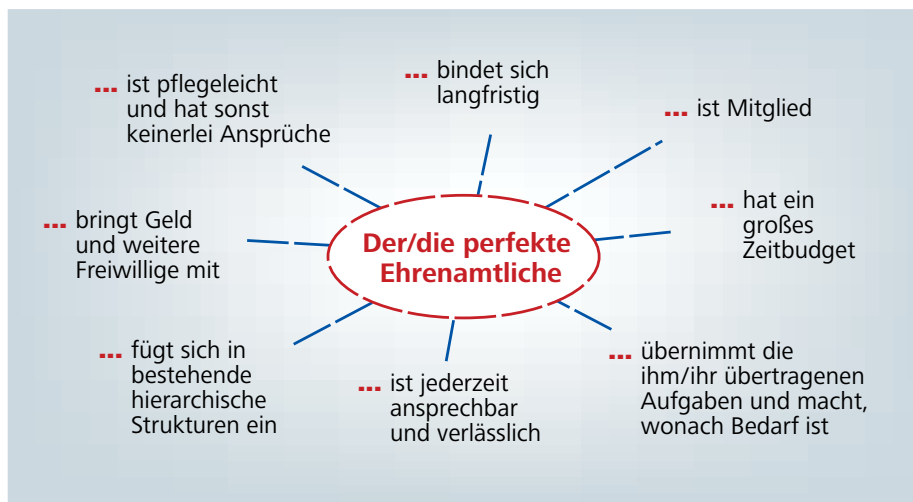 ... ist pflegeleicht
und hat sonst
keinerlei Ansprüche
... bindet sich
langfristig
... ist Mitglied
... bringt Geld
und weitere
Freiwillige mit
Der/die perfekte
Ehrenamtliche
... hat ein
großes
Zeitbudget
... fügt sich in
bestehende
hierarchische
Strukturen ein
... ist jederzeit
ansprechbar
und verlässlich
... übernimmt die
ihm/ihr übertragenen
Aufgaben und macht,
wonach Bedarf ist